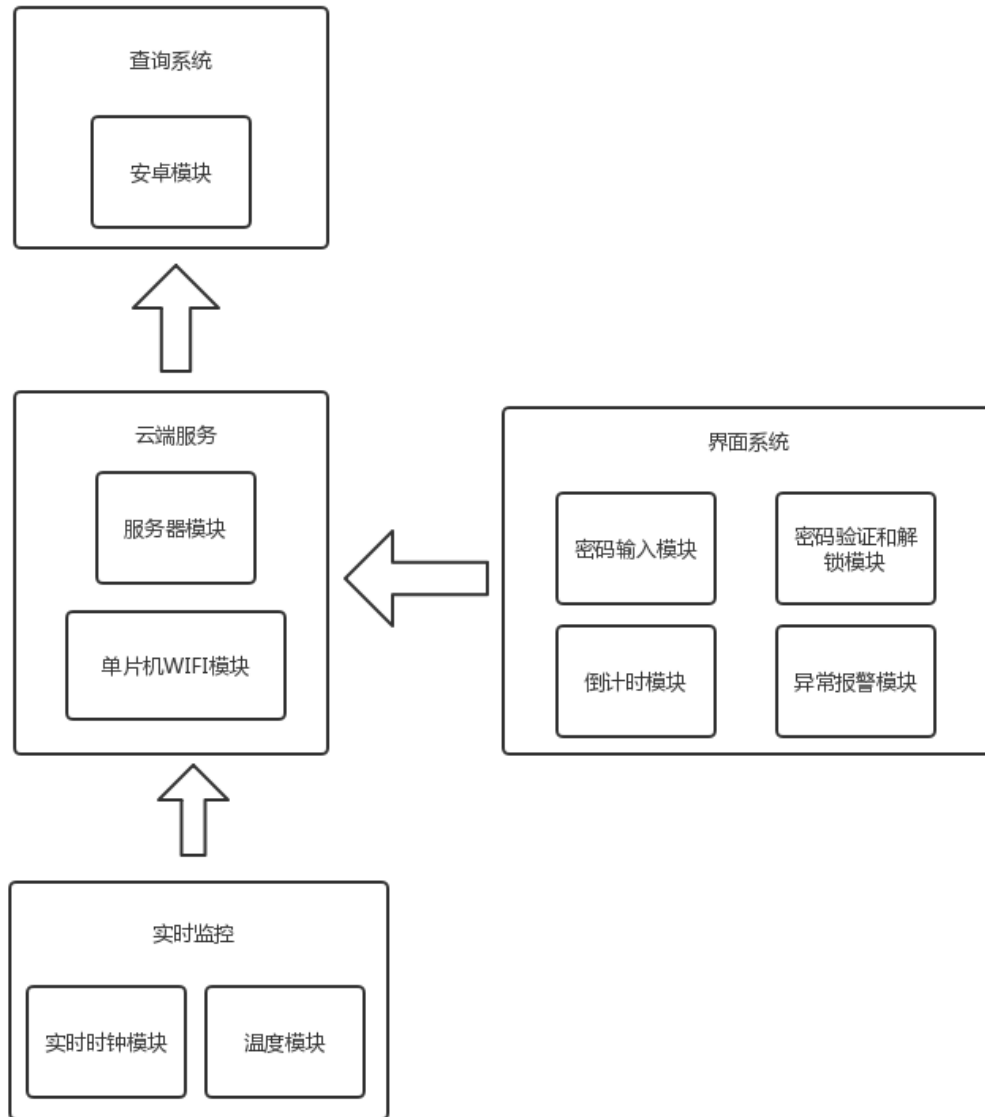 查询系统
安卓模块
云端服务
服务器模块
单片机WIFI模块
界面系统
密码输入模块
密码验证和解
锁模块
倒计时模块
异常报警模块
实时监控
实时时钟模块
温度模块